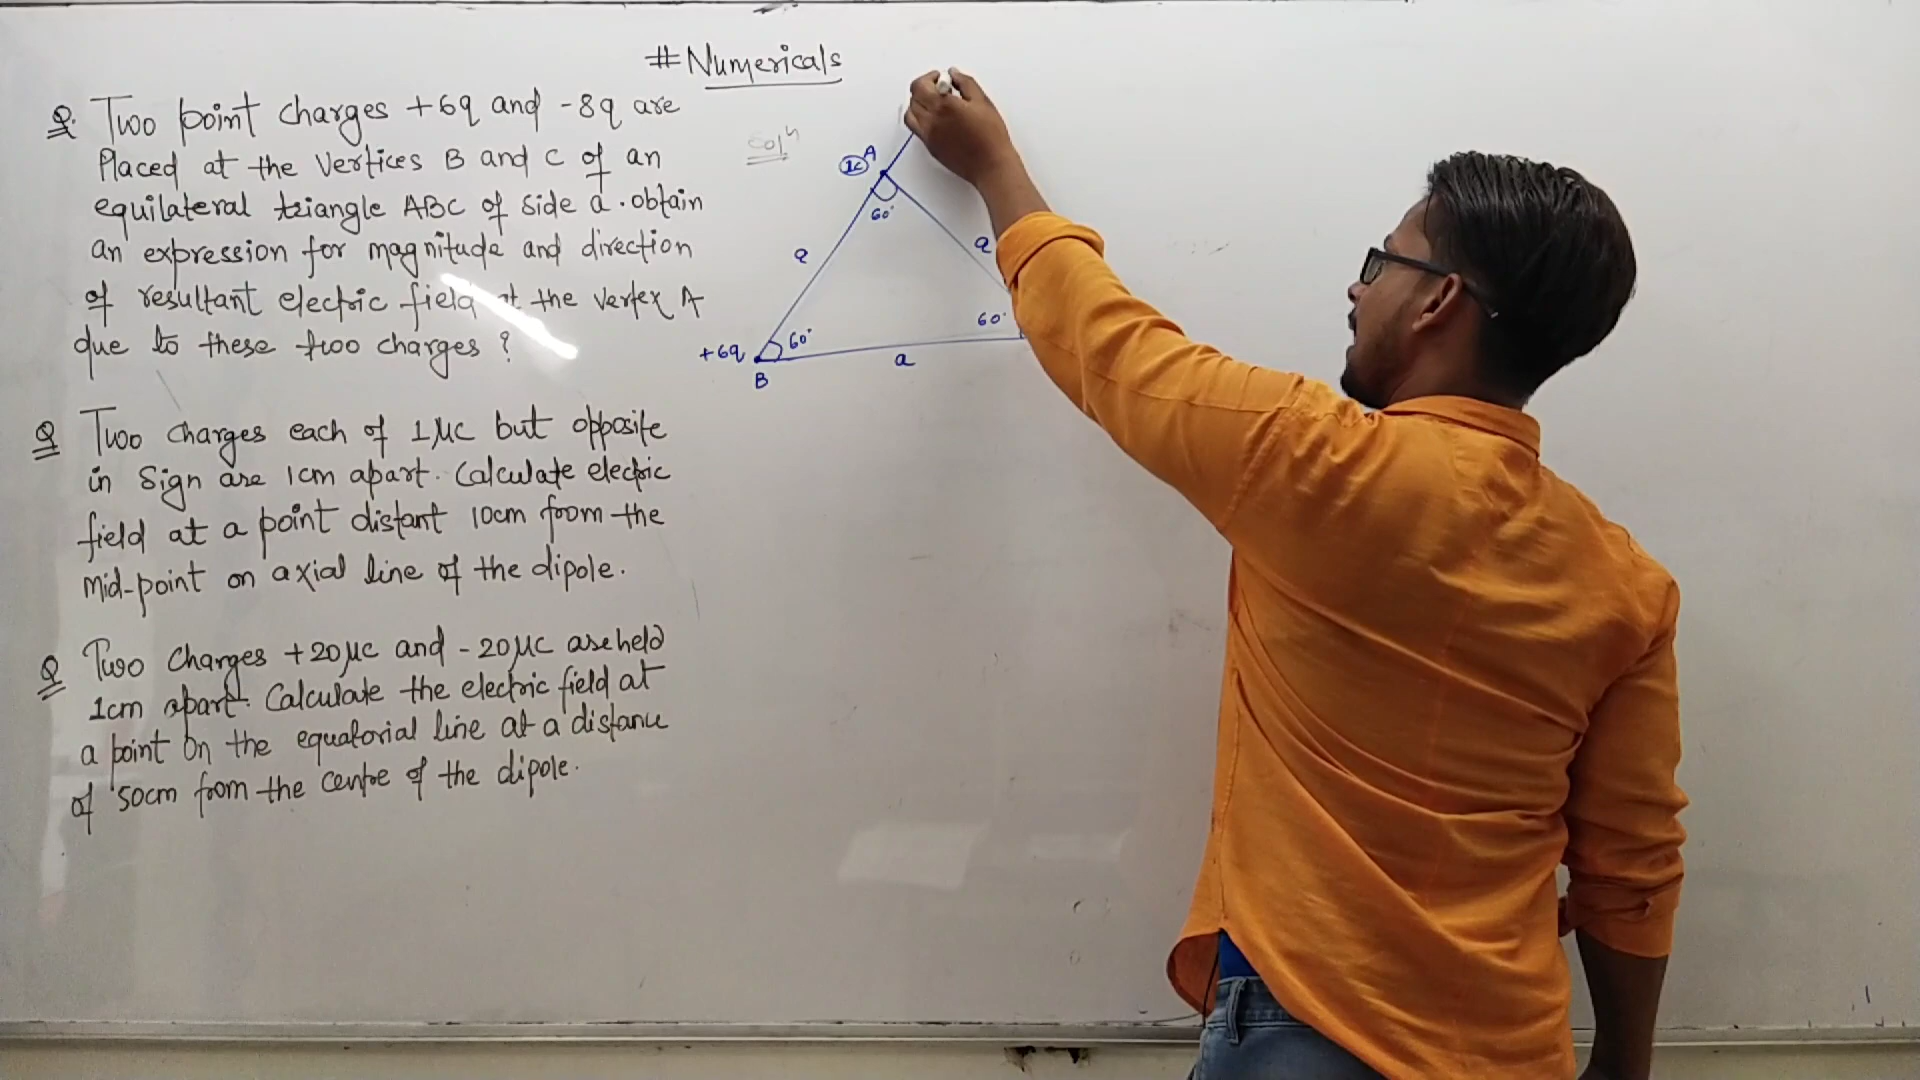 # Numericals
Q. Two point charges +6q and -8q are
Placed at the Vertices B and C of an
equilateral triangle ABC of side a. obtain
an expression for magnitude and direction
of resultant electric field at the vertex A
due to these two charges ?
Q Two charges each of 1 μC but opposite
in Sign are 1cm apart. Calculate electric
field at a point distant 10cm from the
mid-point on axial line of the dipole.
Q Two Charges +20μC and -20μC are held
1cm apart. Calculate the electric field at
a point on the equatorial line at a distance
of 50cm from the centre of the dipole.
Solⁿ
1C A
60°
a
a
60°
60°
+6q
B
a